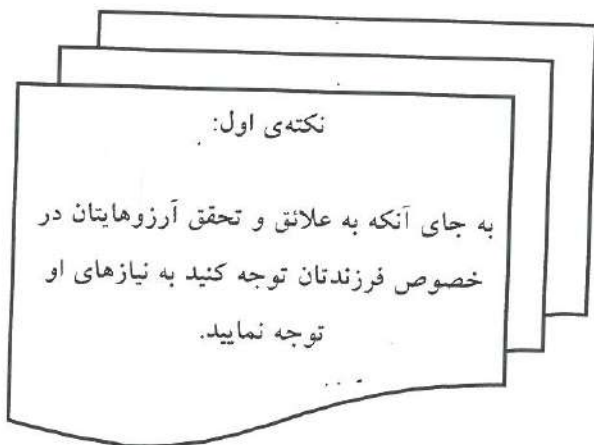 نکته‌ی اول:
به جای آنکه به علائق و تحقق آرزوهایتان در
خصوص فرزندتان توجه کنید به نیازهای او
توجه نمایید.